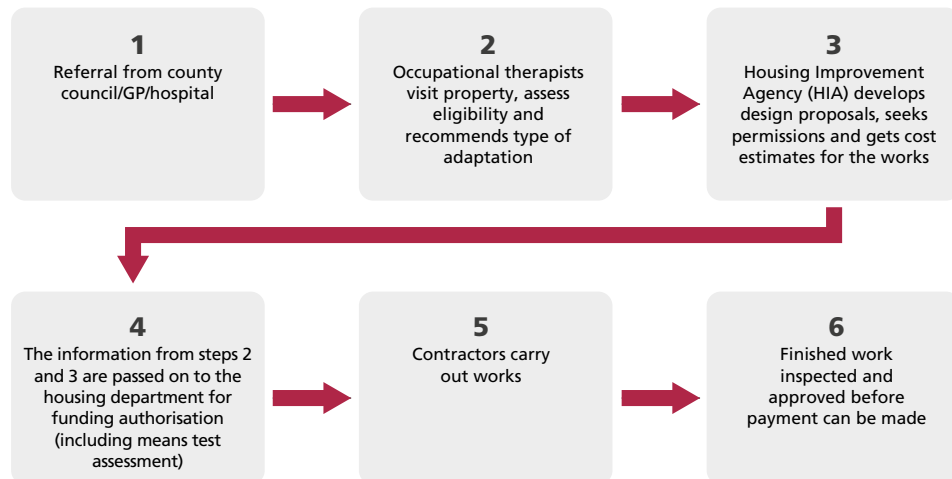 1
Referral from county
council/GP/hospital
2
Occupational therapists
visit property, assess
eligibility and
recommends type of
adaptation
3
Housing Improvement
Agency (HIA) develops
design proposals, seeks
permissions and gets cost
estimates for the works
4
The information from steps 2
and 3 are passed on to the
housing department for
funding authorisation
(including means test
assessment)
5
Contractors carry
out works
6
Finished work
inspected and
approved before
payment can be made